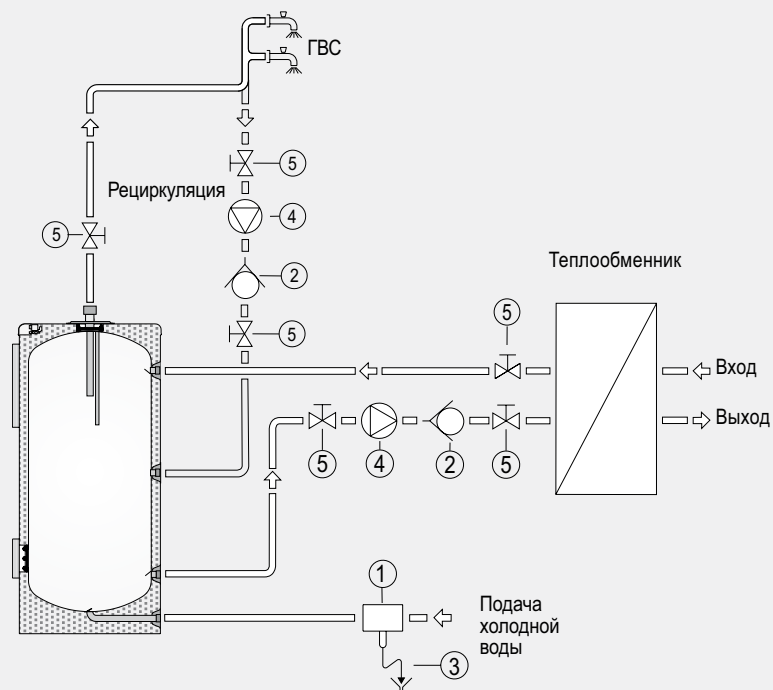 ГВС
5
Рециркуляция
4
5
2
Теплообменник
5
5
Вход
Выход
5
4
2
5
1
Подача
холодной
воды
3